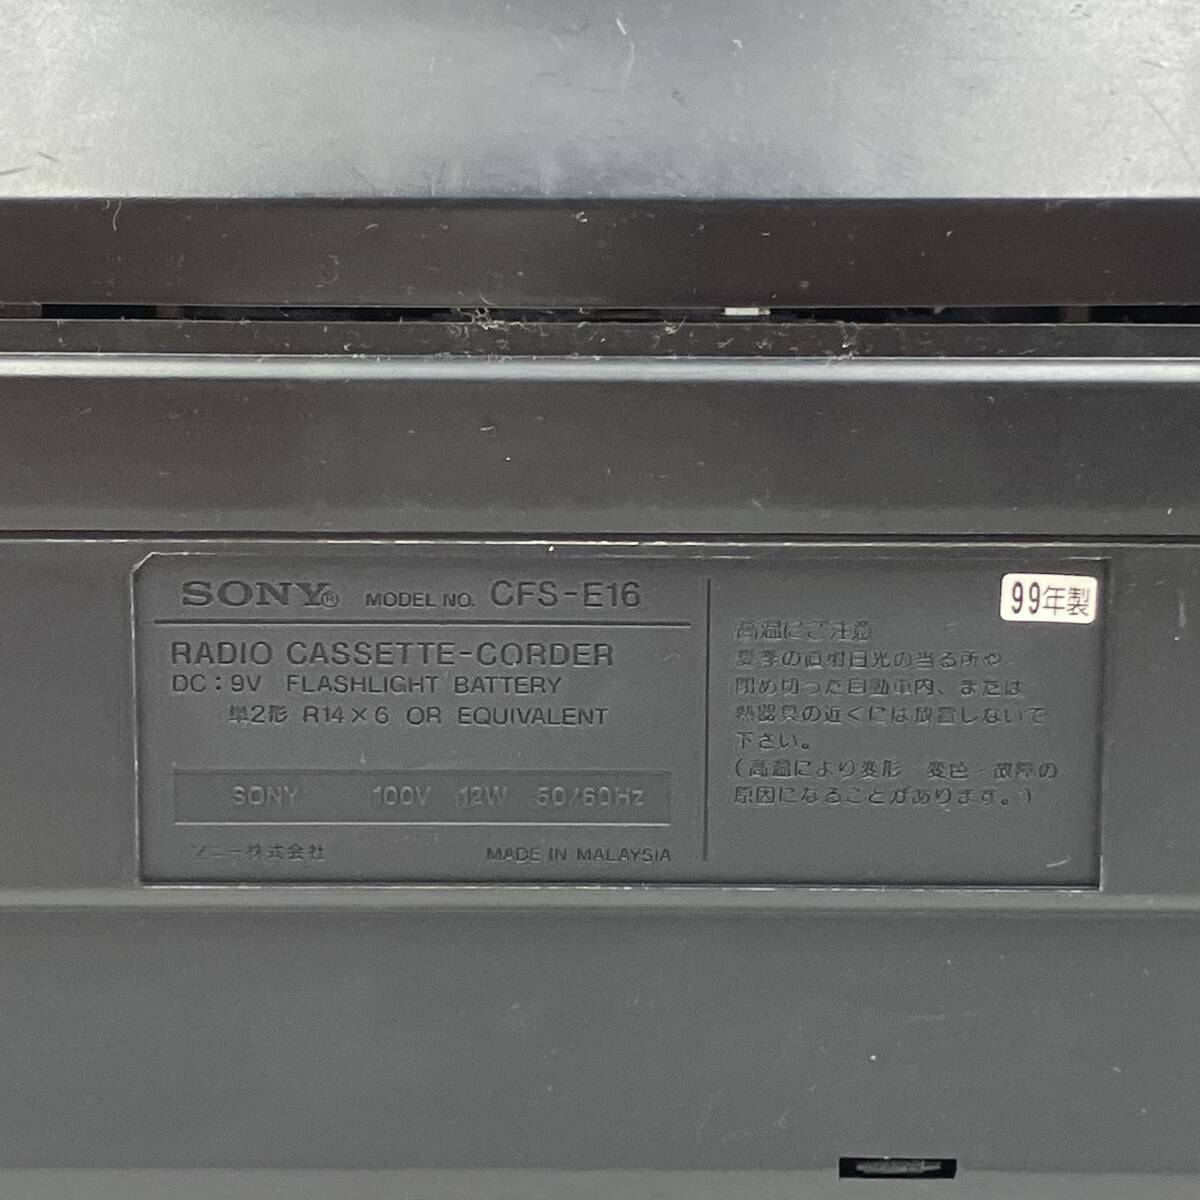 SONY® MODEL NO. CFS-E16
RADIO CASSETTE-CORDER
DC : 9V FLASHLIGHT BATTERY
単2形 R14×6 OR EQUIVALENT
SONY 100V 12W 50/60Hz
ソニー株式会社 MADE IN MALAYSIA
99年製
高温にご注意
夏季の直射日光の当る所や
閉め切った自動車内、または
熱器具の近くには放置しないで
下さい。
(高温により変形・変色・故障の
原因になることがあります。)